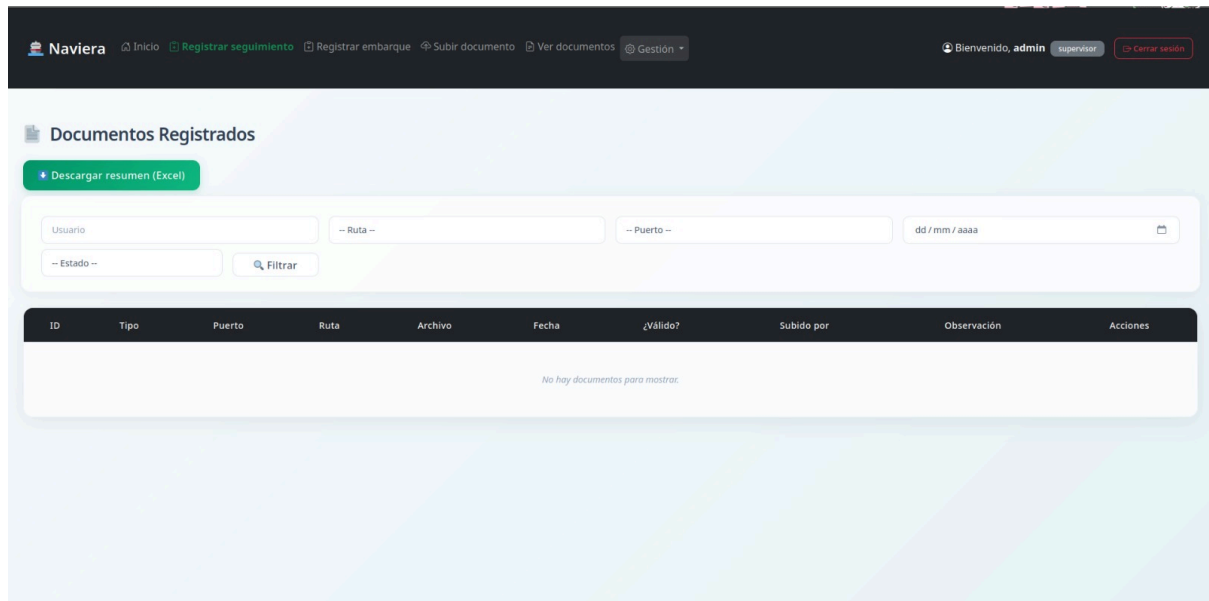 Naviera Inicio Registrar seguimiento Registrar embarque Subir documento Ver documentos Gestión Bienvenido, admin supervisor Cerrar sesión
Documentos Registrados
Descargar resumen (Excel)
Usuario -- Ruta -- -- Puerto -- dd / mm / aaaa
-- Estado -- Filtrar
ID Tipo Puerto Ruta Archivo Fecha ¿Válido? Subido por Observación Acciones
No hay documentos para mostrar.